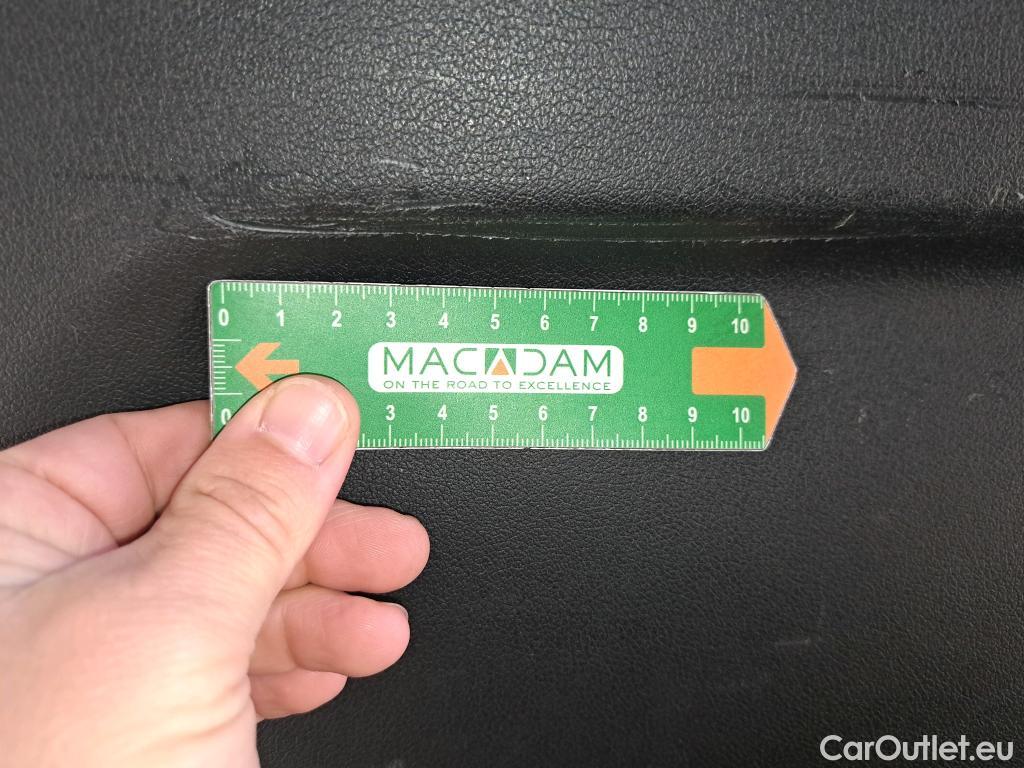 0 1 2 3 4 5 6 7 8 9 10
MACADAM
ON THE ROAD TO EXCELLENCE
0 3 4 5 6 7 8 9 10
CarOutlet.eu